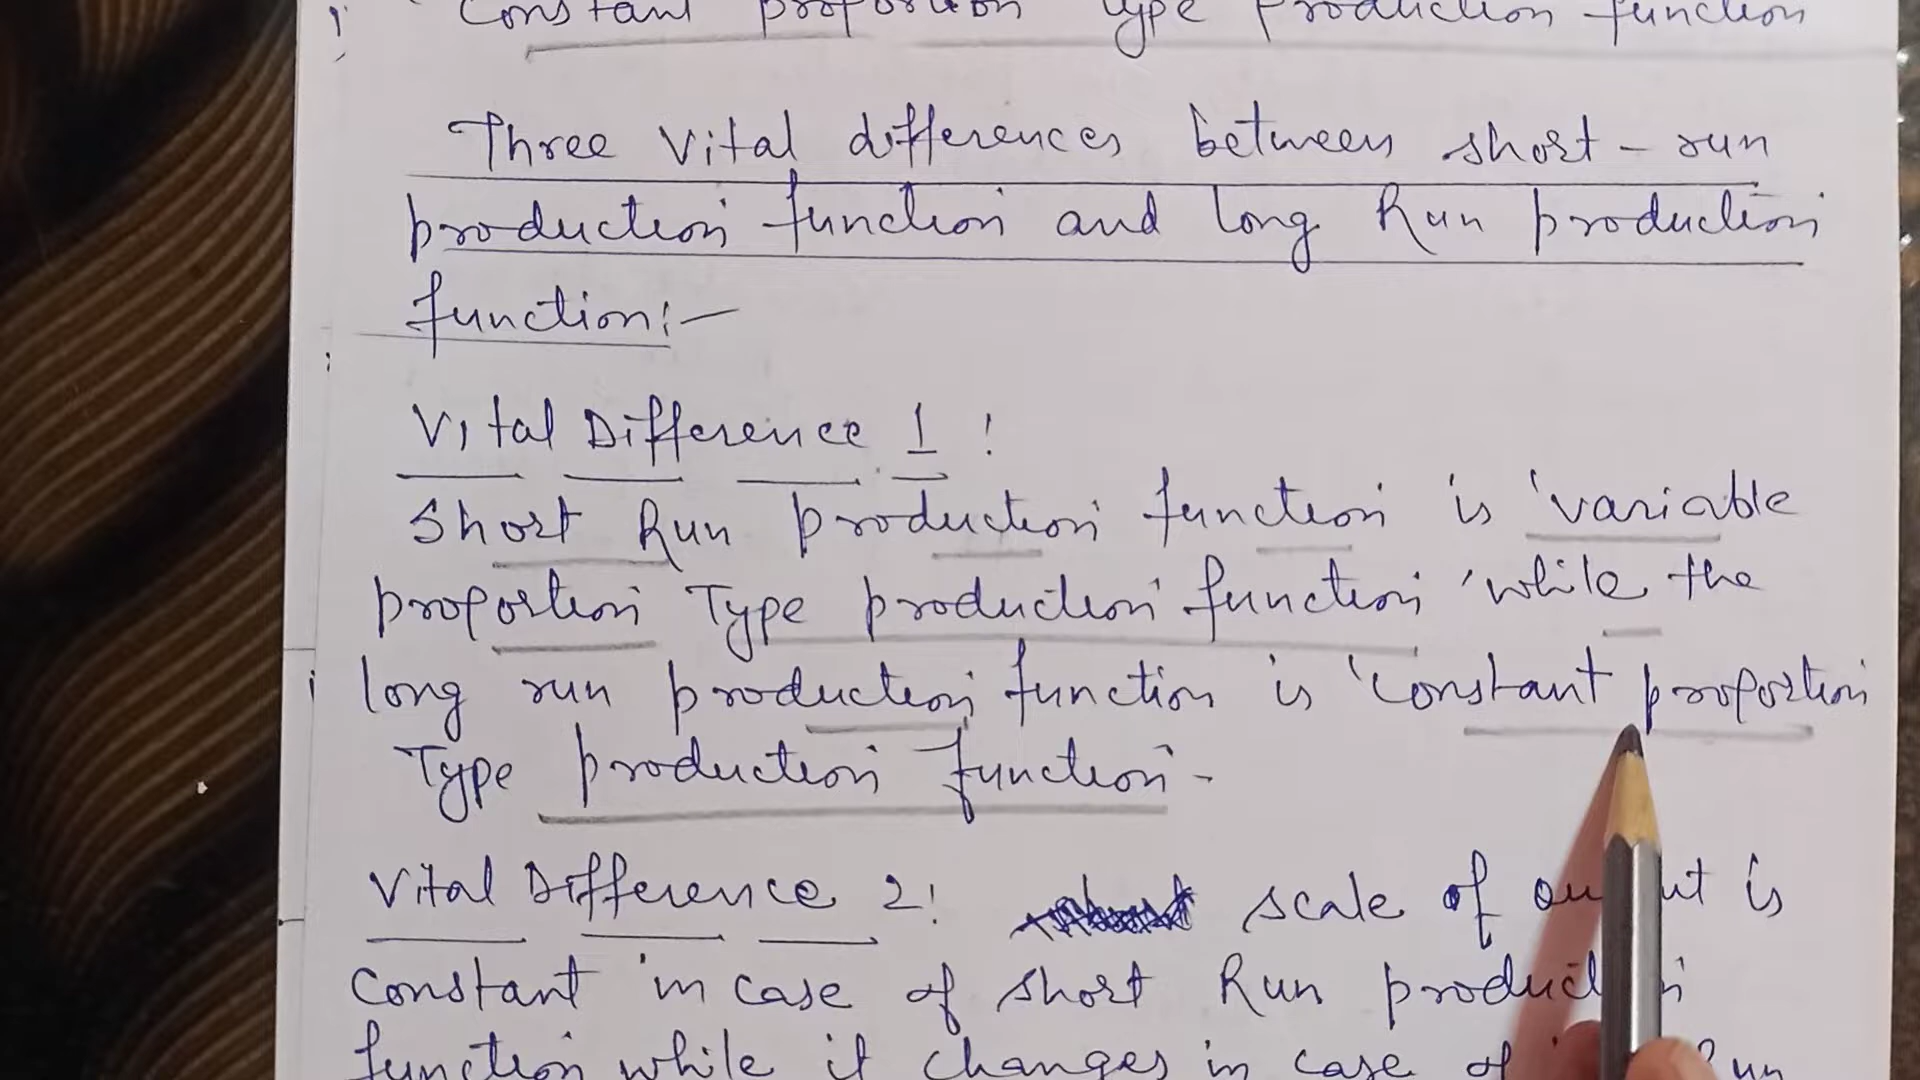 Constant proportion Type Production function
Three Vital differences between short-run
production function and long Run production
function:-
Vital Difference 1:
Short Run production function is 'variable
proportion Type production function' while the
long run production function is 'constant proportion
Type production function-
Vital Difference 2: scale of output is
Constant in case of short Run production
function while it changes in case of Run